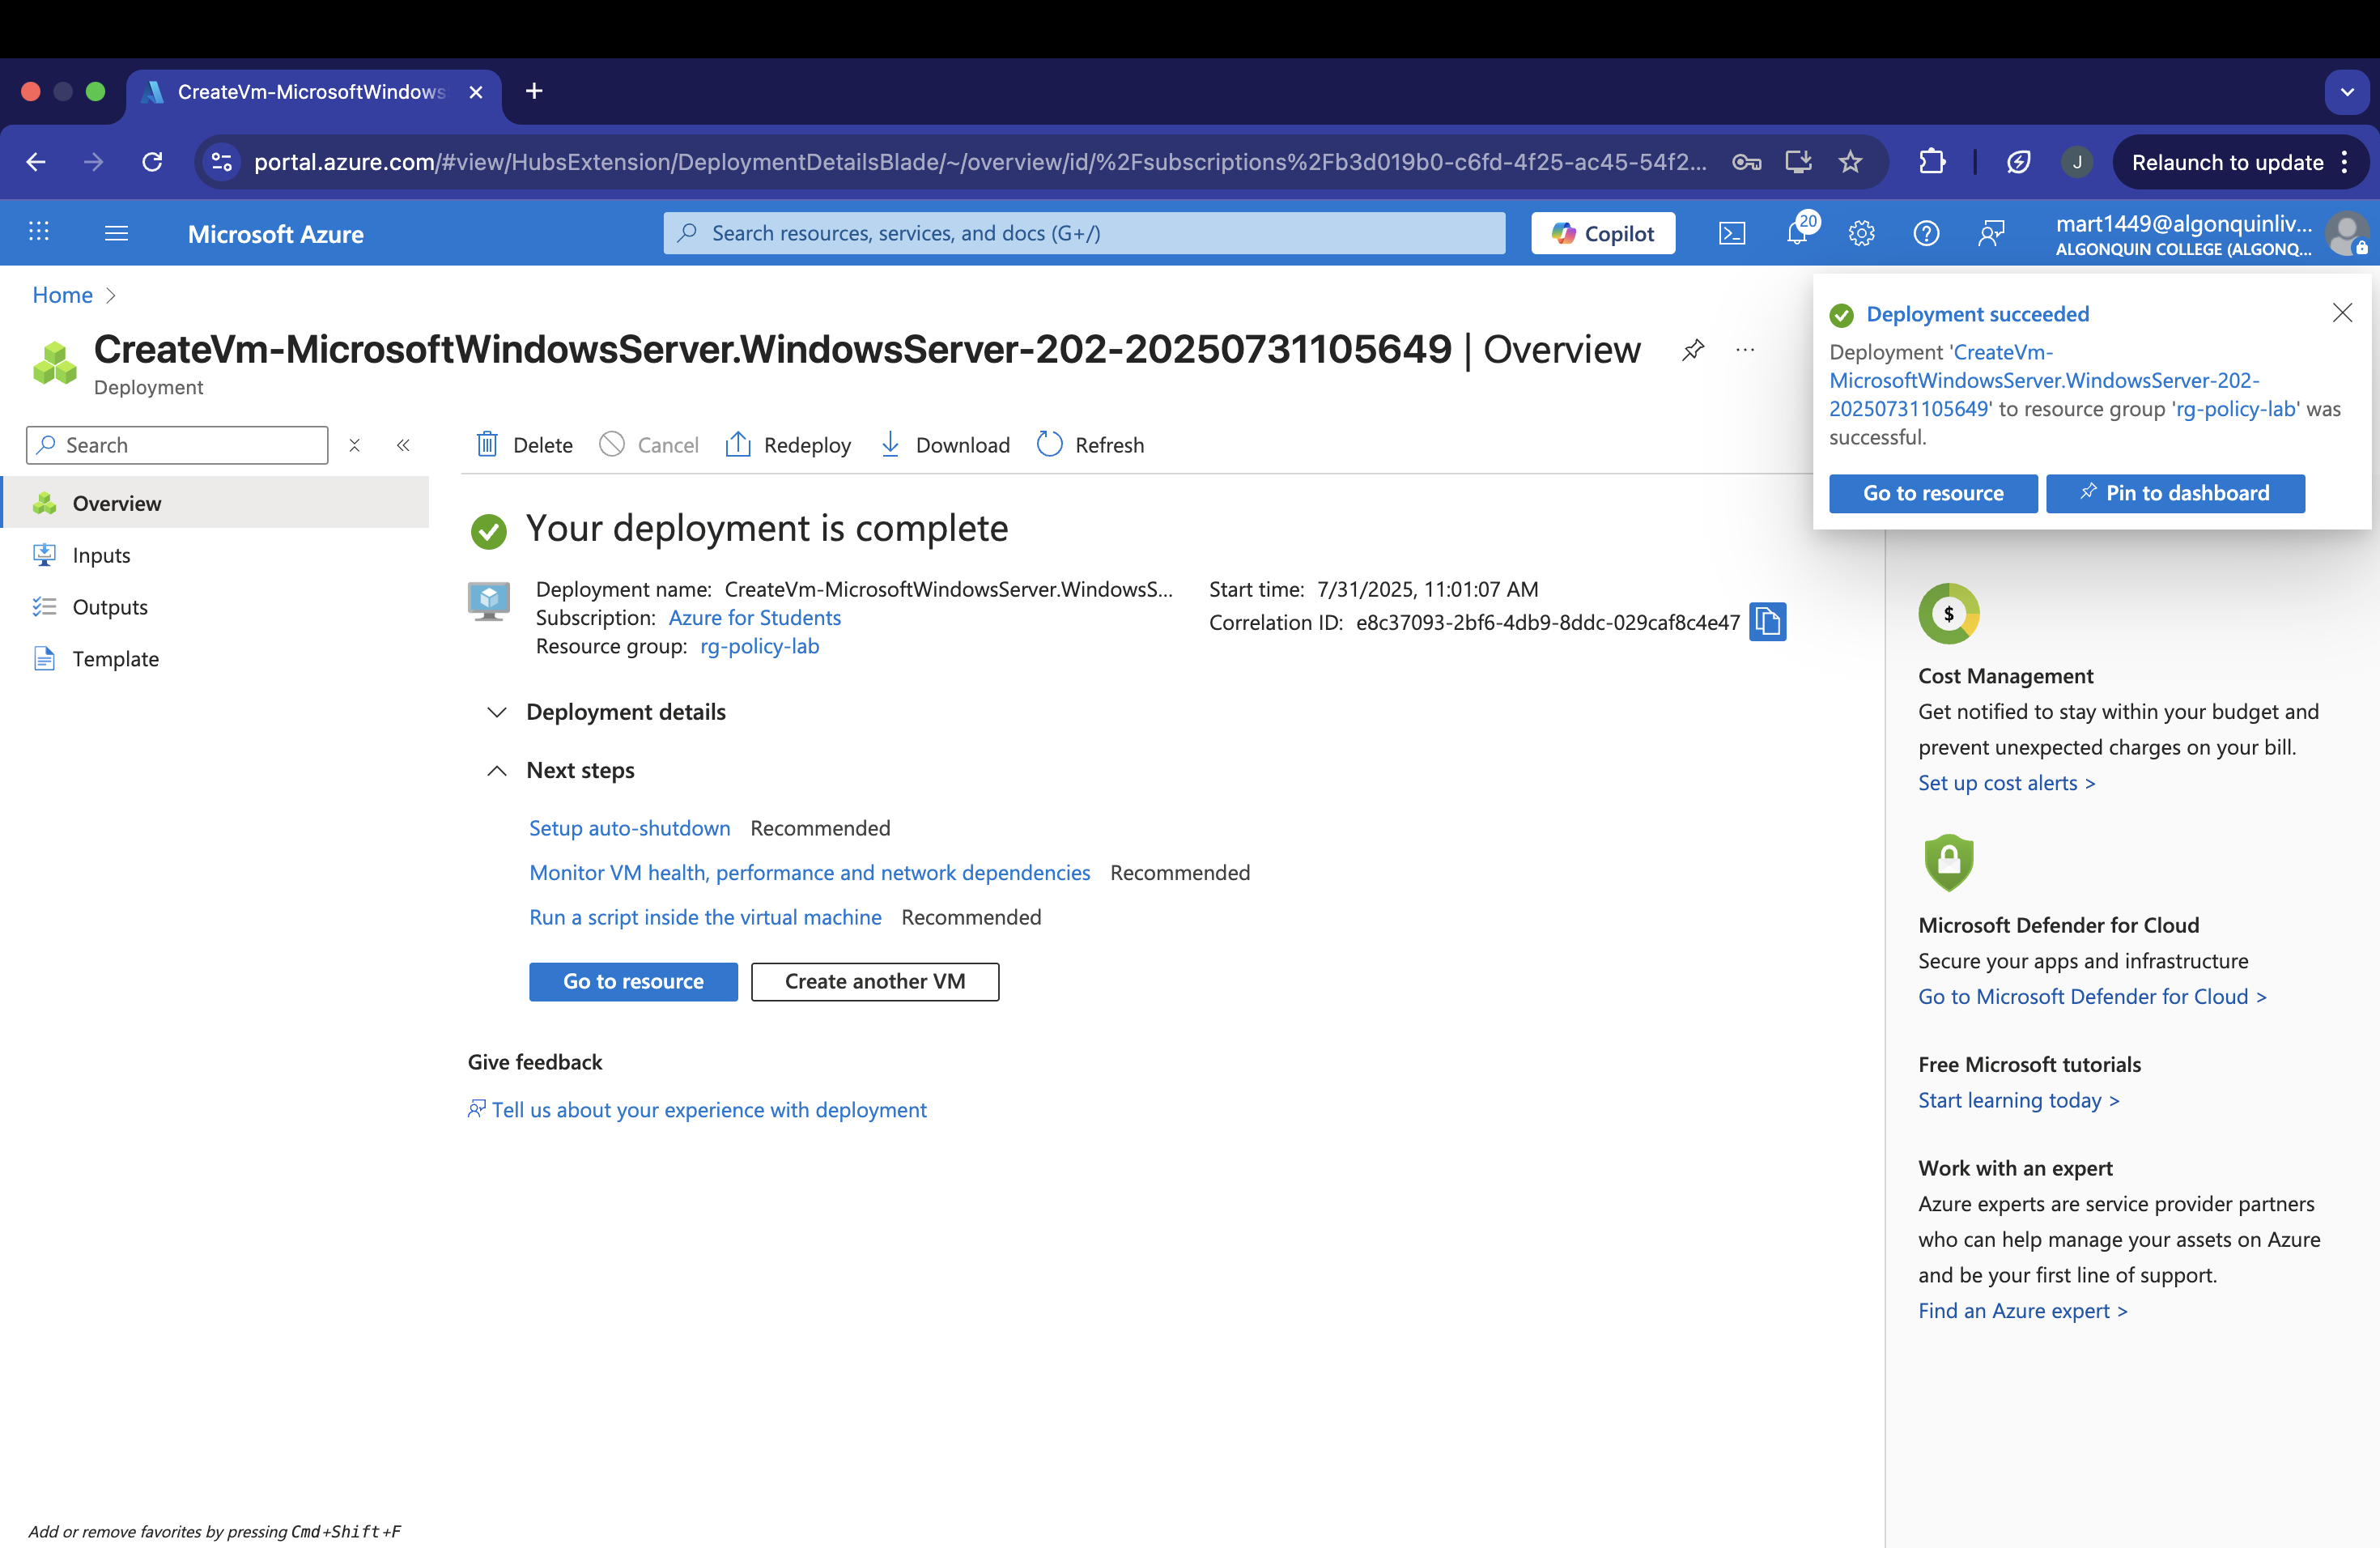 CreateVm-MicrosoftWindows
portal.azure.com/#view/HubsExtension/DeploymentDetailsBlade/~/overview/id/%2Fsubscriptions%2Fb3d019b0-c6fd-4f25-ac45-54f2...
J
Relaunch to update
Microsoft Azure
Search resources, services, and docs (G+/)
Copilot
20
mart1449@algonquinliv...
ALGONQUIN COLLEGE (ALGONQ...
Home
CreateVm-MicrosoftWindowsServer.WindowsServer-202-20250731105649 | Overview
Deployment
Deployment succeeded
Deployment 'CreateVm-
MicrosoftWindowsServer.WindowsServer-202-
20250731105649' to resource group 'rg-policy-lab' was
successful.
Go to resource
Pin to dashboard
Search
Delete
Cancel
Redeploy
Download
Refresh
Overview
Inputs
Outputs
Template
Your deployment is complete
Deployment name: CreateVm-MicrosoftWindowsServer.WindowsS...
Subscription: Azure for Students
Resource group: rg-policy-lab
Start time: 7/31/2025, 11:01:07 AM
Correlation ID: e8c37093-2bf6-4db9-8ddc-029caf8c4e47
Deployment details
Next steps
Setup auto-shutdown Recommended
Monitor VM health, performance and network dependencies Recommended
Run a script inside the virtual machine Recommended
Go to resource
Create another VM
Give feedback
Tell us about your experience with deployment
$
Cost Management
Get notified to stay within your budget and
prevent unexpected charges on your bill.
Set up cost alerts >
Microsoft Defender for Cloud
Secure your apps and infrastructure
Go to Microsoft Defender for Cloud >
Free Microsoft tutorials
Start learning today >
Work with an expert
Azure experts are service provider partners
who can help manage your assets on Azure
and be your first line of support.
Find an Azure expert >
Add or remove favorites by pressing Cmd+Shift+F